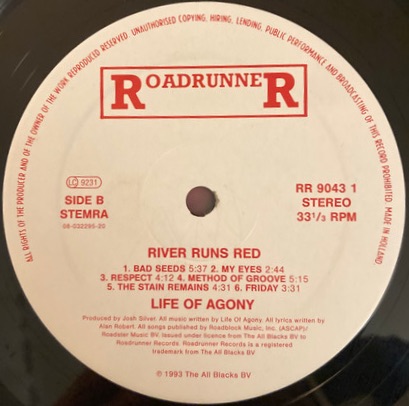 ALL RIGHTS OF THE PRODUCER AND OF THE OWNER OF THE WORK REPRODUCED RESERVED. UNAUTHORISED COPYING, HIRING, LENDING, PUBLIC PERFORMANCE AND BROADCASTING OF THIS RECORD PROHIBITED. MADE IN HOLLAND
ROADRUNNER
LC 9231
SIDE B
STEMRA
08-032295-20
RR 9043 1
STEREO
33 1/3 RPM
RIVER RUNS RED
1. BAD SEEDS 5:37 2. MY EYES 2:44
3. RESPECT 4:12 4. METHOD OF GROOVE 5:15
5. THE STAIN REMAINS 4:31 6. FRIDAY 3:31
LIFE OF AGONY
Produced by Josh Silver. All music written by Life Of Agony. All lyrics written by
Alan Robert. All songs published by Roadblock Music, Inc. (ASCAP)/
Roadster Music BV. Issued under licence from The All Blacks BV to
Roadrunner Records. Roadrunner Records is a registered
trademark from The All Blacks BV
℗ 1993 The All Blacks BV